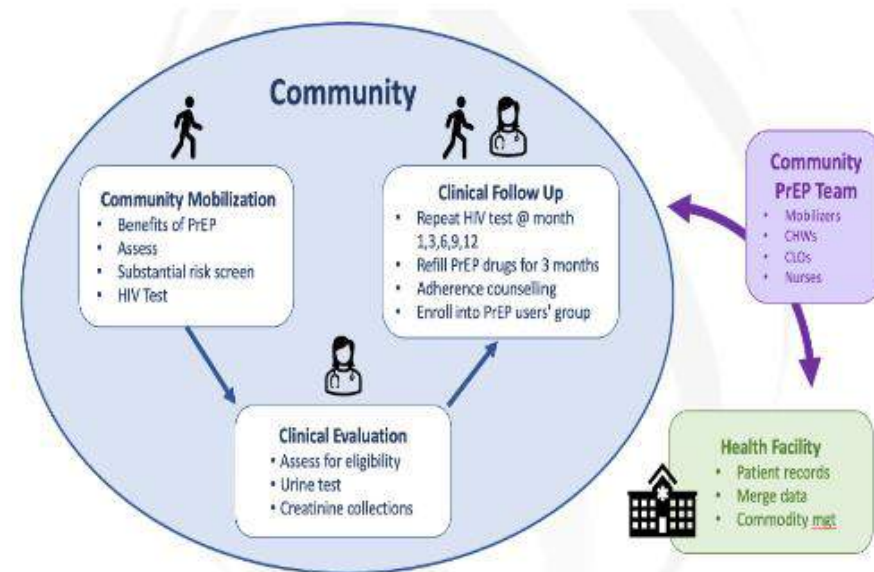 Community
Community Mobilization
• Benefits of PrEP
• Assess
• Substantial risk screen
• HIV Test
Clinical Follow Up
• Repeat HIV test @ month
1,3,6,9,12
• Refill PrEP drugs for 3 months
• Adherence counselling
• Enroll into PrEP users' group
Clinical Evaluation
• Assess for eligibility
• Urine test
• Creatinine collections
Community
PrEP Team
• Mobilizers
• CHWs
• CLOs
• Nurses
Health Facility
• Patient records
• Merge data
• Commodity mgt